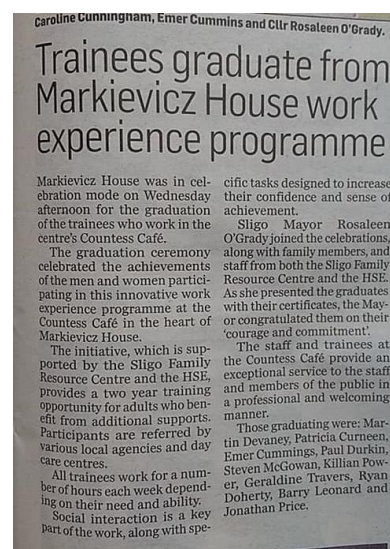 Caroline Cunningham, Emer Cummins and Cllr Rosaleen O'Grady.
Trainees graduate from
Markievicz House work
experience programme
Markievicz House was in cel-
ebration mode on Wednesday
afternoon for the graduation
of the trainees who work in the
centre's Countess Café.
The graduation ceremony
celebrated the achievements
of the men and women partici-
pating in this innovative work
experience programme at the
Countess Café in the heart of
Markievicz House.
The initiative, which is sup-
ported by the Sligo Family
Resource Centre and the HSE,
provides a two year training
opportunity for adults who ben-
efit from additional supports.
Participants are referred by
various local agencies and day
care centres.
All trainees work for a num-
ber of hours each week depend-
ing on their need and ability.
Social interaction is a key
part of the work, along with spe-
cific tasks designed to increase
their confidence and sense of
achievement.
Sligo Mayor Rosaleen
O'Grady joined the celebrations,
along with family members, and
staff from both the Sligo Family
Resource Centre and the HSE.
As she presented the graduates
with their certificates, the May-
or congratulated them on their
'courage and commitment'.
The staff and trainees at
the Countess Café provide an
exceptional service to the staff
and members of the public in
a professional and welcoming
manner.
Those graduating were: Mar-
tin Devaney, Patricia Curneen,
Emer Cummings, Paul Durkin,
Steven McGowan, Killian Pow-
er, Geraldine Travers, Ryan
Doherty, Barry Leonard and
Jonathan Price.